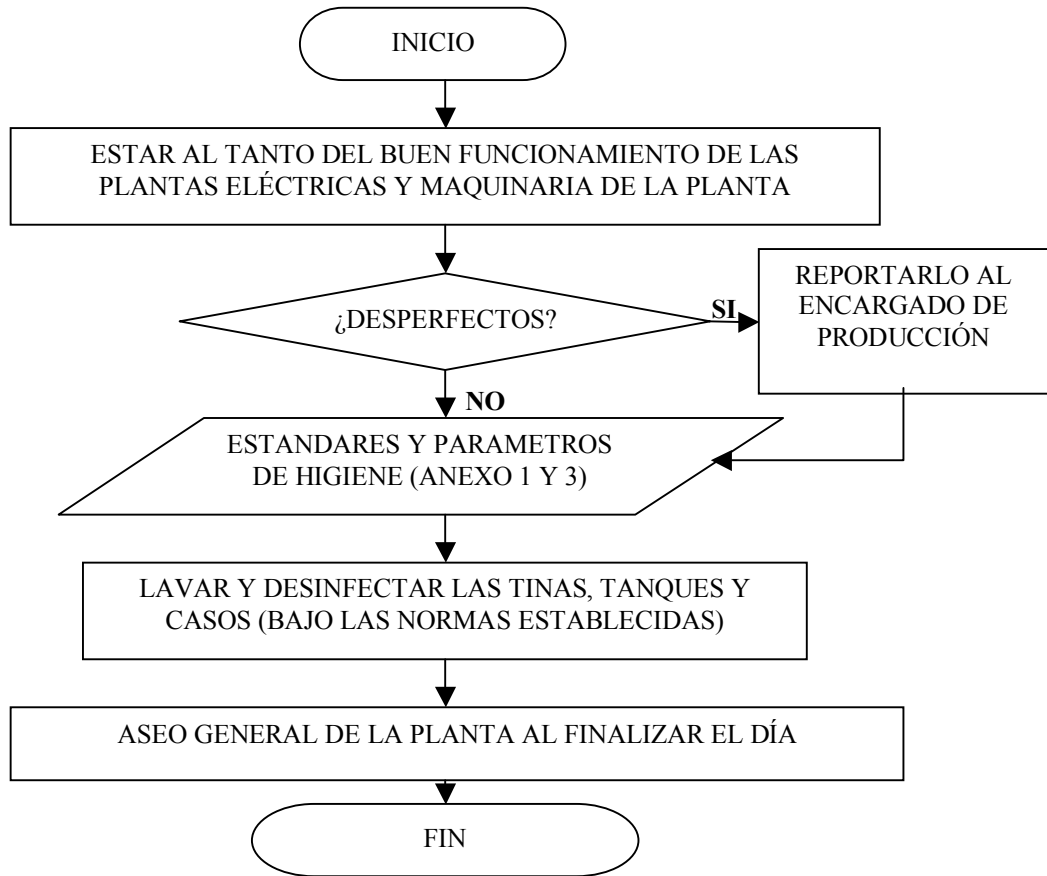 INICIO
ESTAR AL TANTO DEL BUEN FUNCIONAMIENTO DE LAS
PLANTAS ELÉCTRICAS Y MAQUINARIA DE LA PLANTA
¿DESPERFECTOS?
SI
REPORTARLO AL
ENCARGADO DE
PRODUCCIÓN
NO
ESTANDARES Y PARAMETROS
DE HIGIENE (ANEXO 1 Y 3)
LAVAR Y DESINFECTAR LAS TINAS, TANQUES Y
CASOS (BAJO LAS NORMAS ESTABLECIDAS)
ASEO GENERAL DE LA PLANTA AL FINALIZAR EL DÍA
FIN